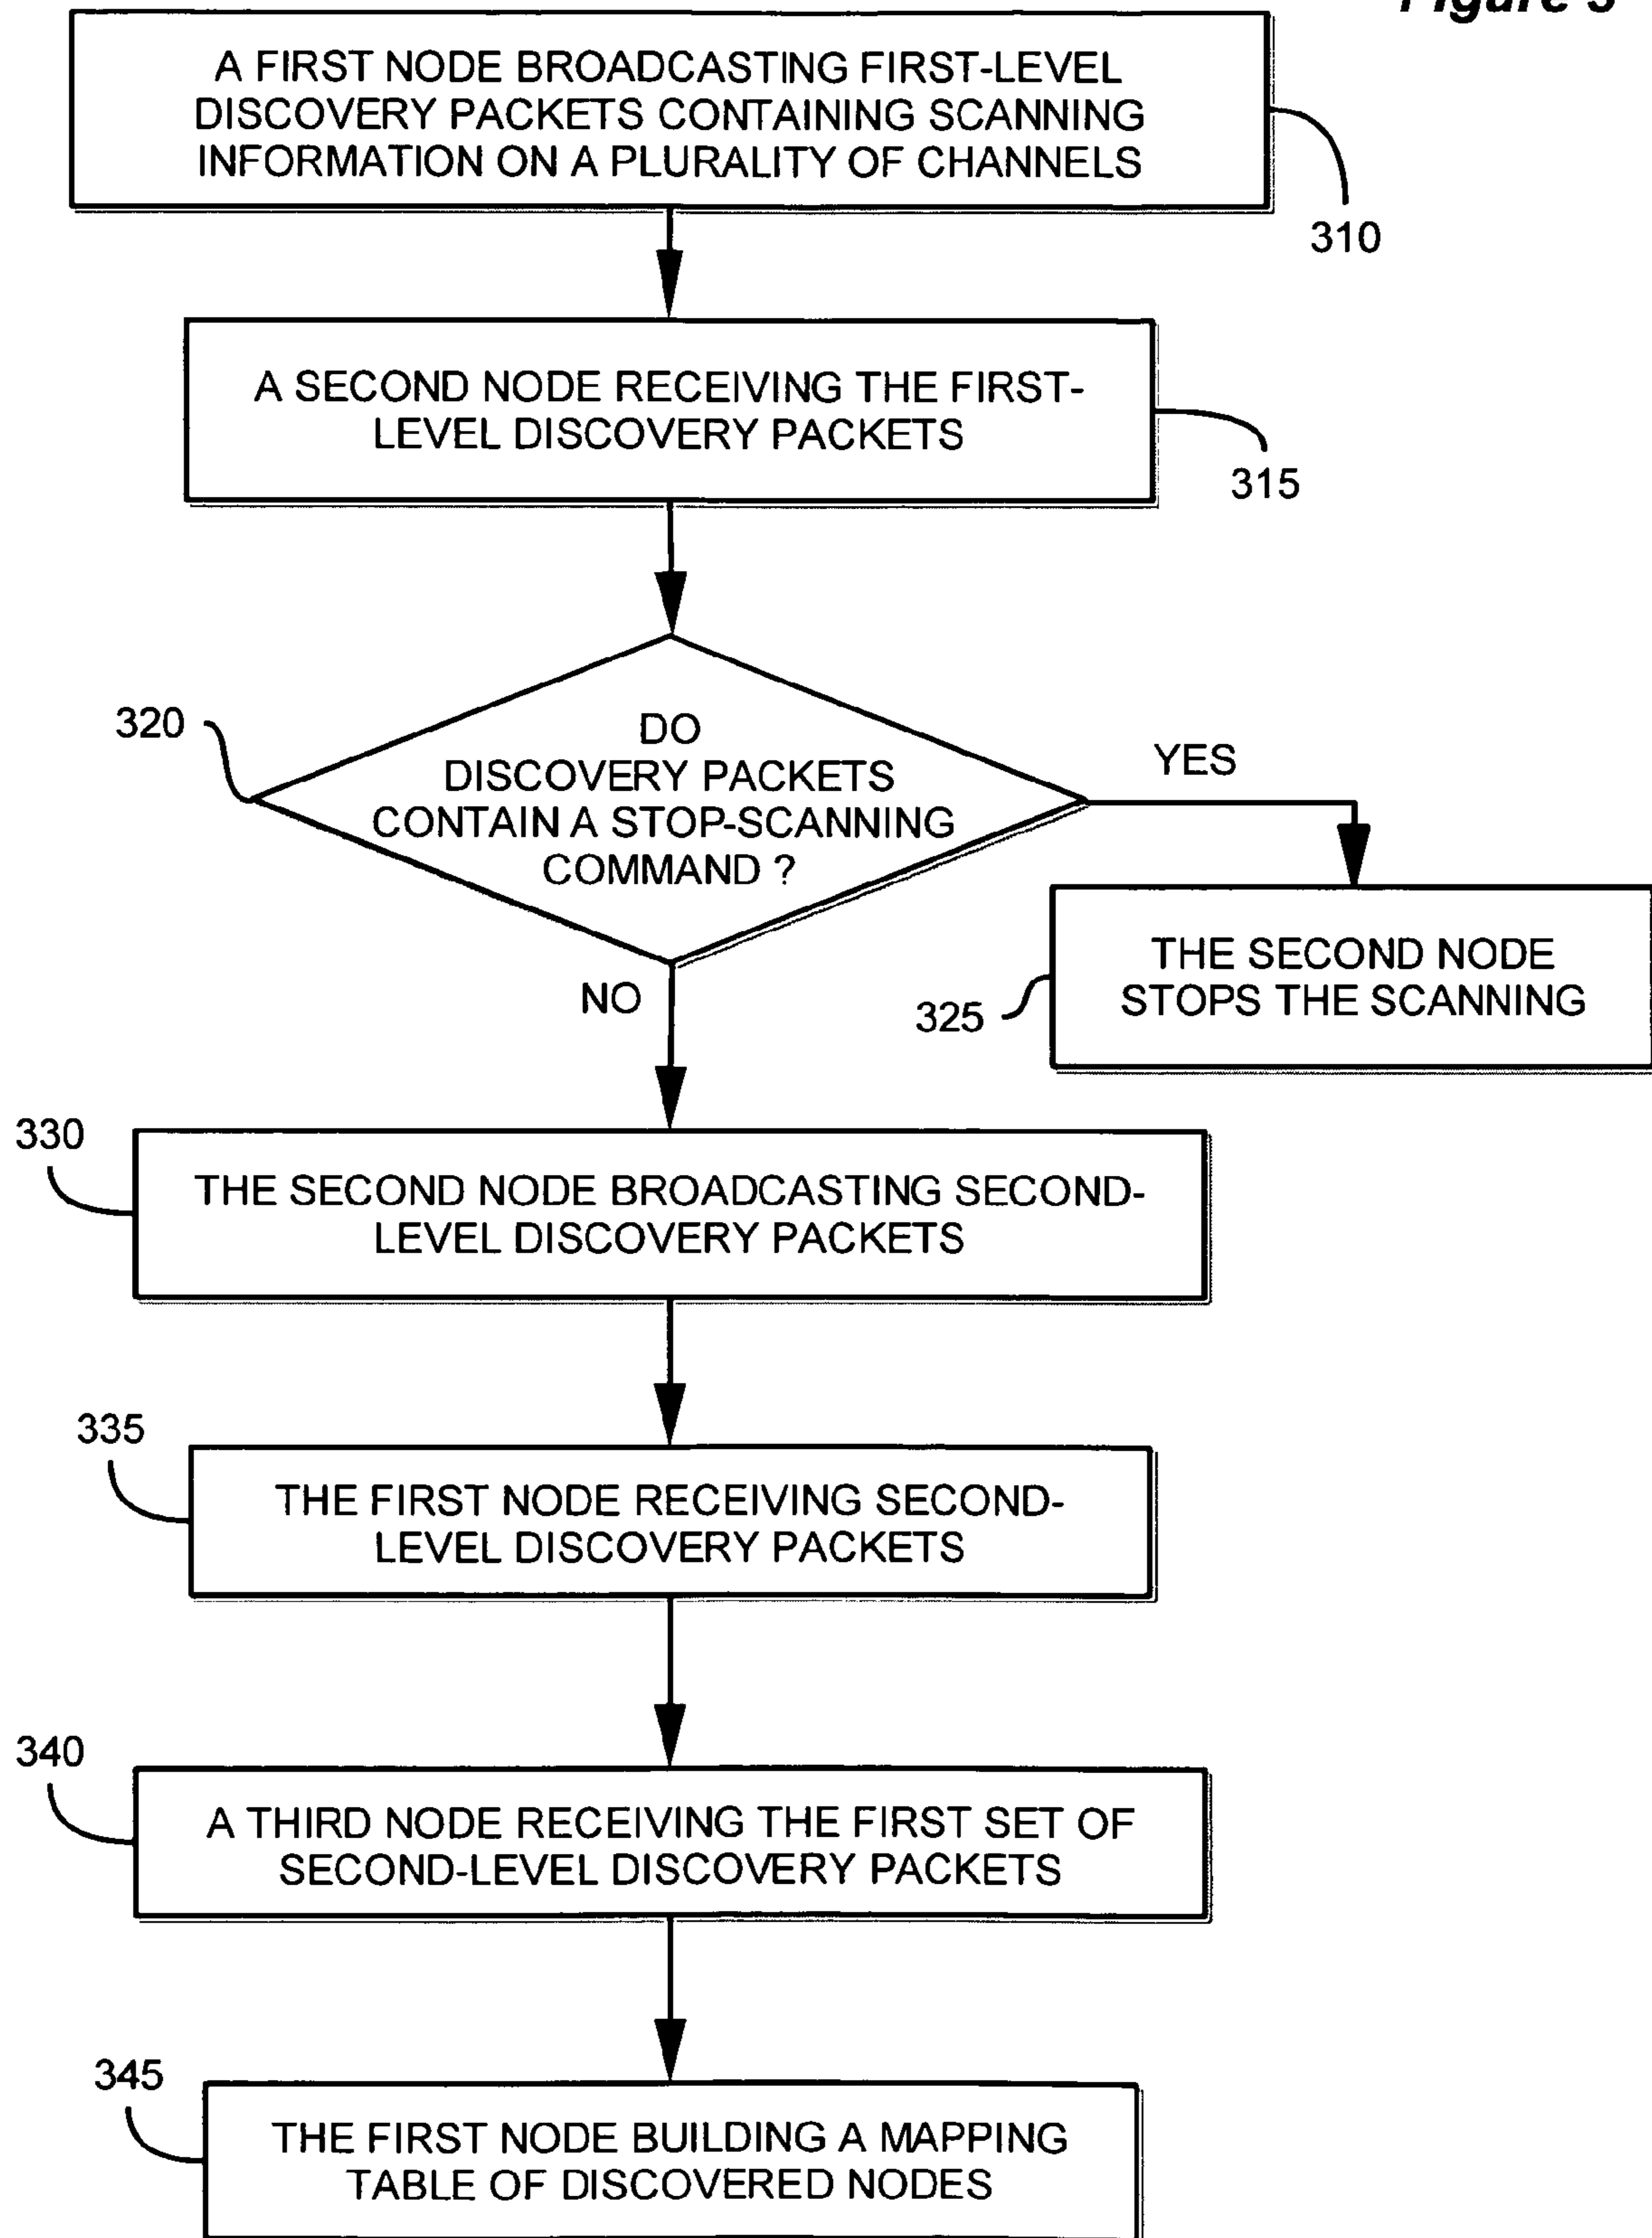 Figure 3
A FIRST NODE BROADCASTING FIRST-LEVEL
DISCOVERY PACKETS CONTAINING SCANNING
INFORMATION ON A PLURALITY OF CHANNELS
310
A SECOND NODE RECEIVING THE FIRST-
LEVEL DISCOVERY PACKETS
315
320
DO
DISCOVERY PACKETS
CONTAIN A STOP-SCANNING
COMMAND ?
YES
NO
THE SECOND NODE
STOPS THE SCANNING
325
330
THE SECOND NODE BROADCASTING SECOND-
LEVEL DISCOVERY PACKETS
335
THE FIRST NODE RECEIVING SECOND-
LEVEL DISCOVERY PACKETS
340
A THIRD NODE RECEIVING THE FIRST SET OF
SECOND-LEVEL DISCOVERY PACKETS
345
THE FIRST NODE BUILDING A MAPPING
TABLE OF DISCOVERED NODES